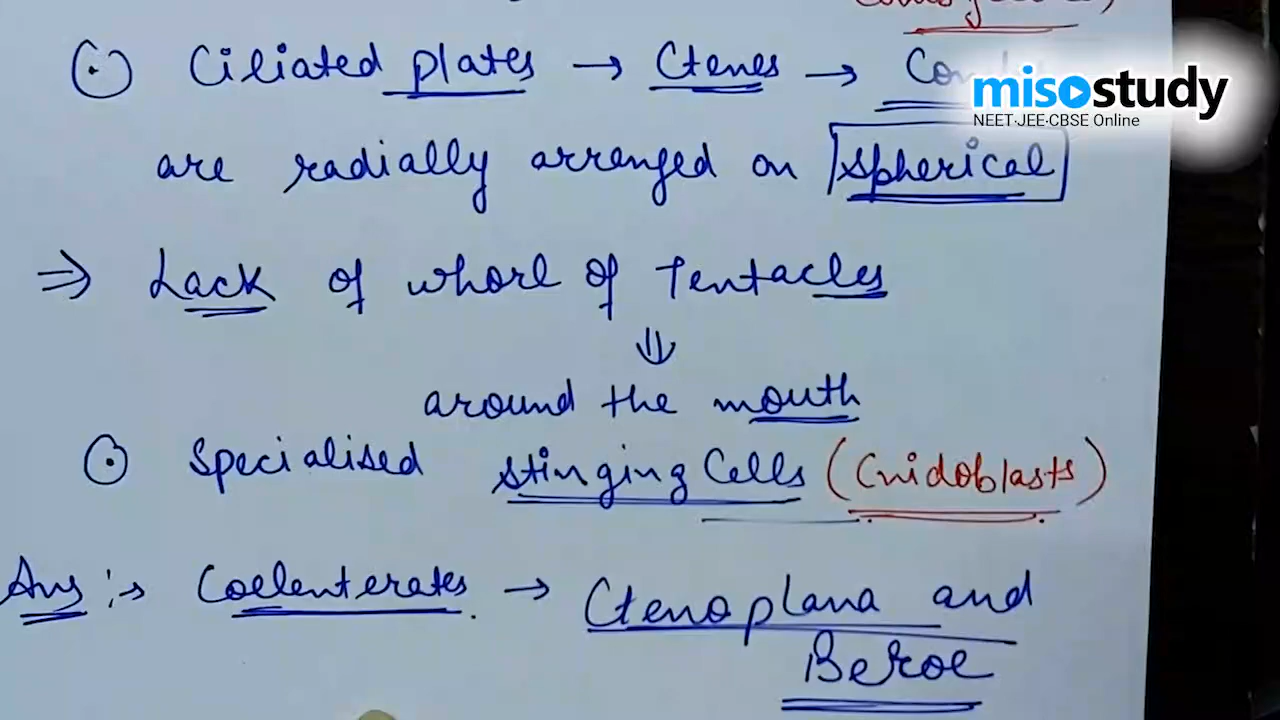 ⊙ Ciliated plates → Ctenes →
misostudy
NEET·JEE·CBSE Online
are radially arranged on spherical
⇒ Lack of whorl of Tentacles
⇓
around the mouth
⊙ Specialised stinging Cells (Cnidoblasts)
Ans :→ Coelenterates → Ctenoplana and
Beroe